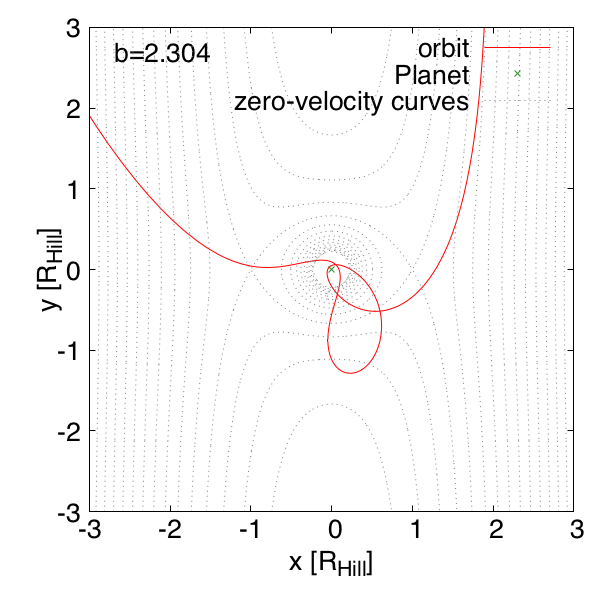 b=2.304
orbit
Planet
zero-velocity curves
3
2
1
0
-1
-2
-3
y [R_Hill]
-3
-2
-1
0
1
2
3
x [R_Hill]